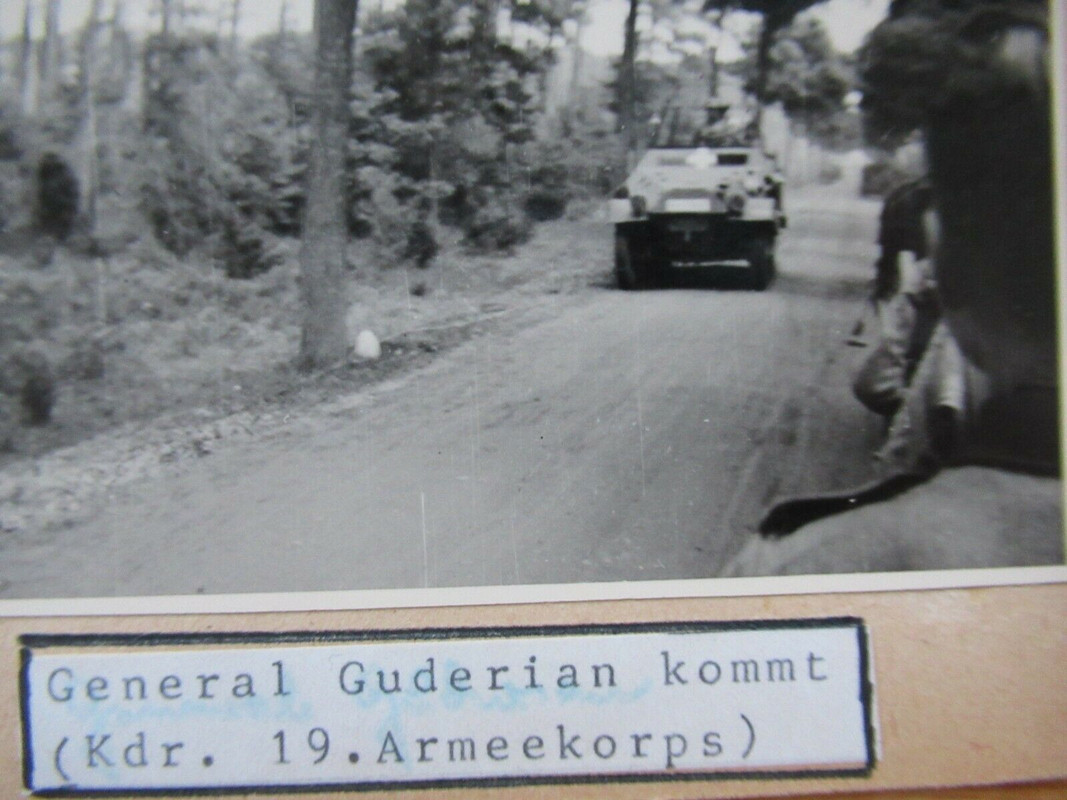 General Guderian kommt
(Kdr. 19.Armeekorps)